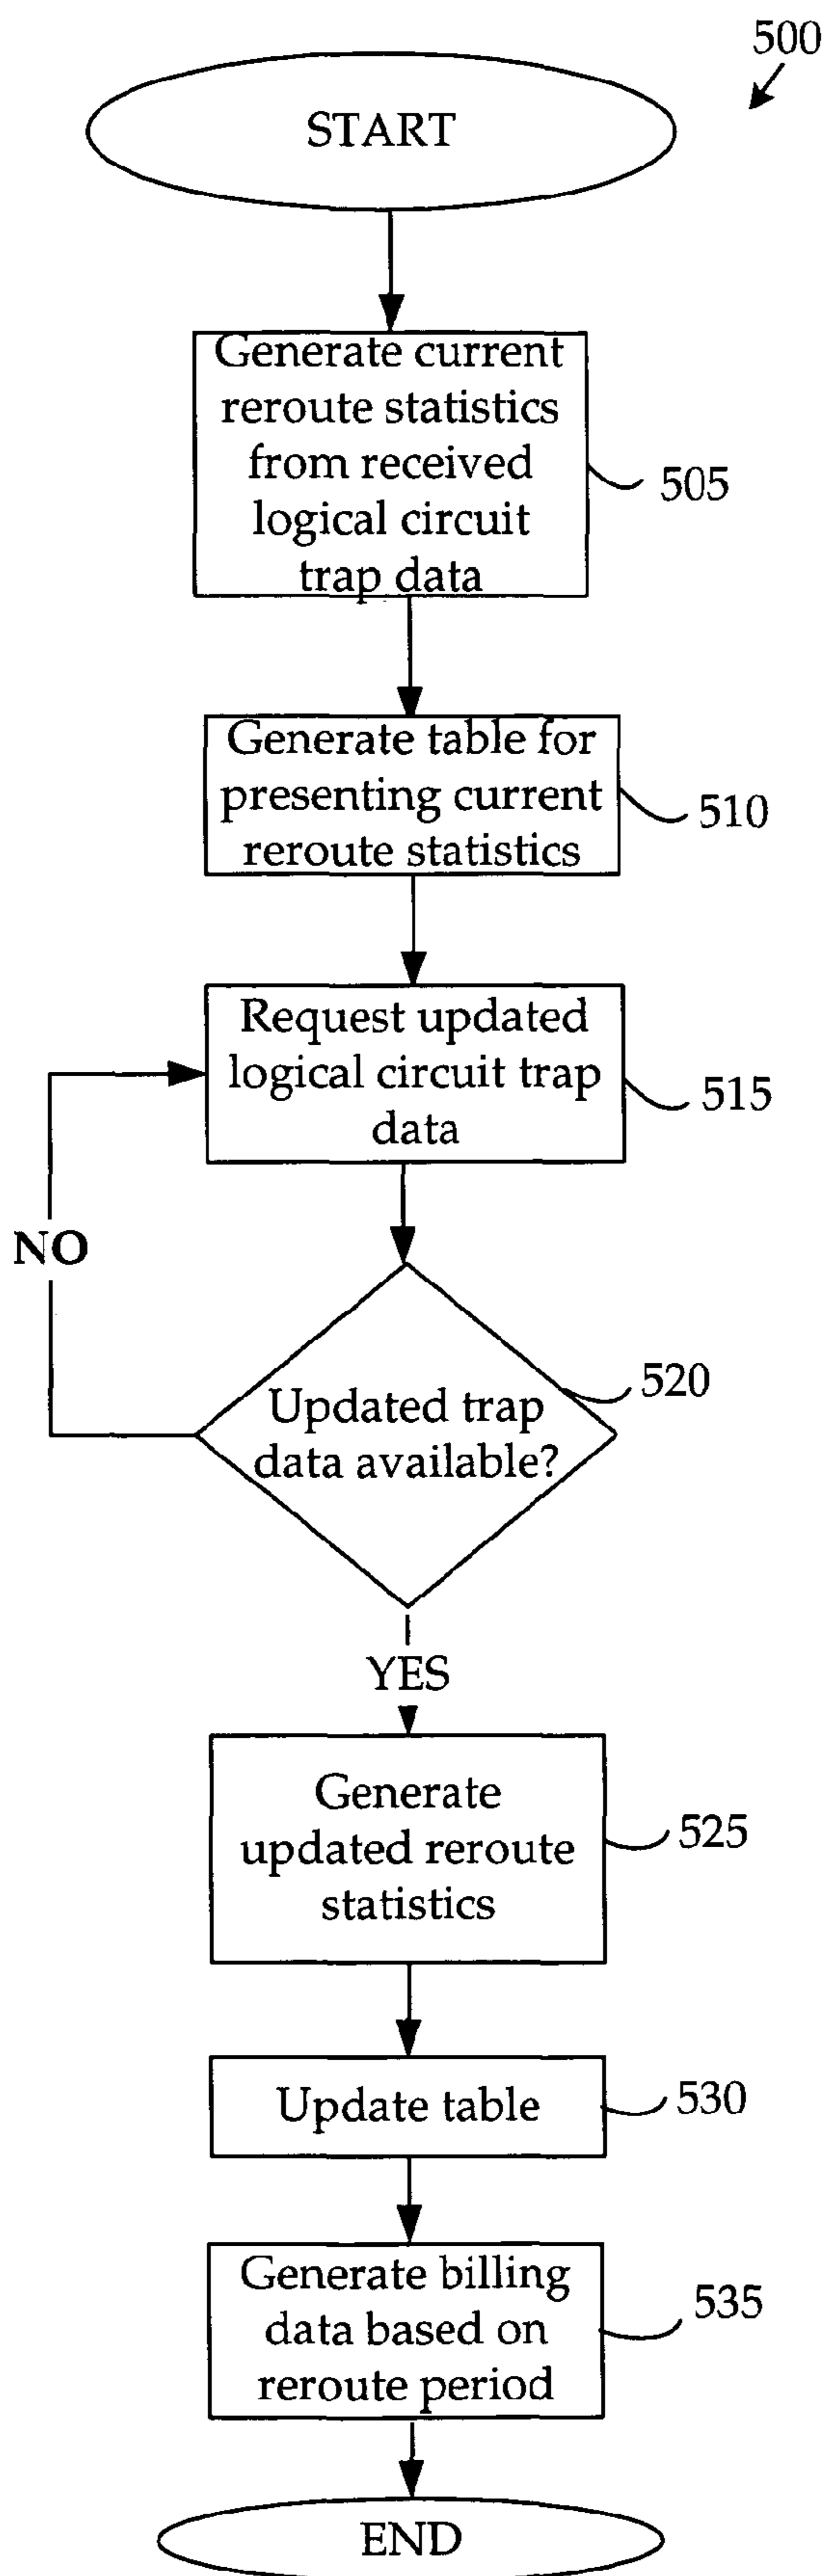 500
START
Generate current
reroute statistics
from received
logical circuit
trap data
505
Generate table for
presenting current
reroute statistics
510
Request updated
logical circuit trap
data
515
NO
Updated trap
data available?
520
YES
Generate
updated reroute
statistics
525
Update table
530
Generate billing
data based on
reroute period
535
END